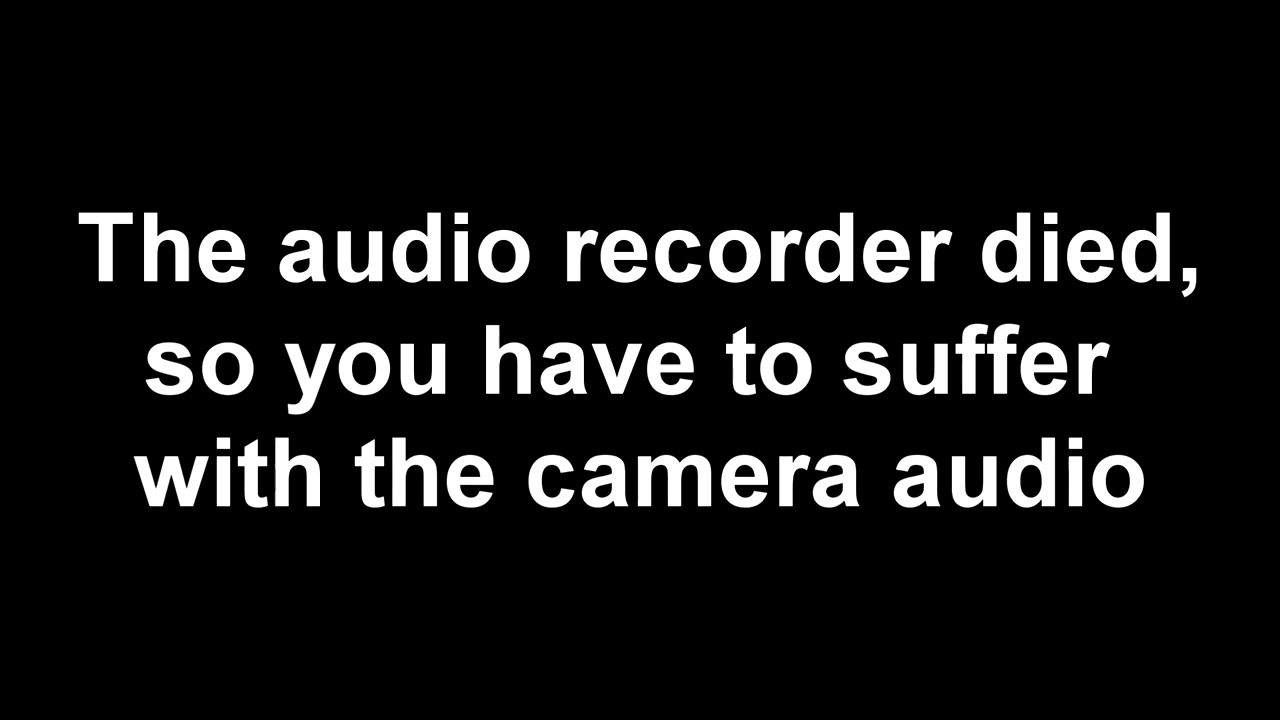 The audio recorder died,
so you have to suffer
with the camera audio